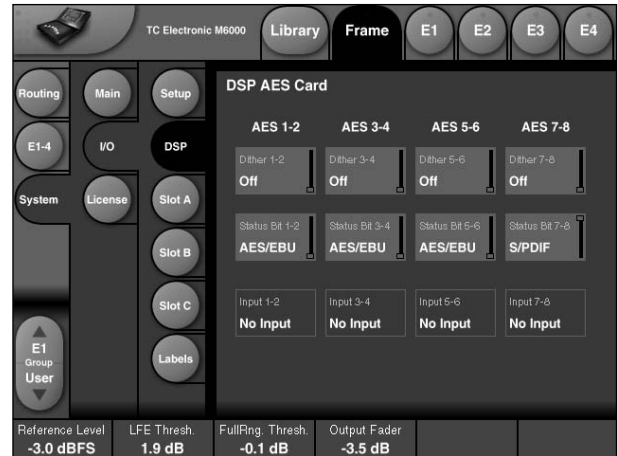 TC Electronic M6000
Library
Frame
E1
E2
E3
E4
Routing
Main
Setup
E1-4
I/O
DSP
System
License
Slot A
Slot B
Slot C
Labels
E1
Group
User
DSP AES Card
AES 1-2 AES 3-4 AES 5-6 AES 7-8
Dither 1-2 Dither 3-4 Dither 5-6 Dither 7-8
Off Off Off Off
Status Bit 1-2 Status Bit 3-4 Status Bit 5-6 Status Bit 7-8
AES/EBU AES/EBU AES/EBU S/PDIF
Input 1-2 Input 3-4 Input 5-6 Input 7-8
No Input No Input No Input No Input
Reference Level LFE Thresh. FullRng. Thresh. Output Fader
-3.0 dBFS 1.9 dB -0.1 dB -3.5 dB